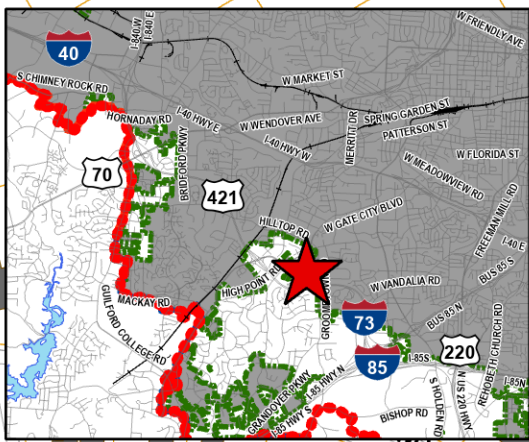 W FRIENDLY AVE
I-840 W
I-840 E
40
S CHIMNEY ROCK RD
W MARKET ST
HORNADAY RD
I-40 HWY E
W WENDOVER AVE
I-40 HWY W
MERRITT DR
SPRING GARDEN ST
PATTERSON ST
W FLORIDA ST
70
BRIDFORD PKWY
421
W MEADOWVIEW RD
FREEMAN MILL RD
HILLTOP RD
W GATE CITY BLVD
I-40 E
BUS 85 S
HIGH POINT RD
W VANDALIA RD
MACKAY RD
GUILFORD COLLEGE RD
73
BUS 85 N
REHOBETH CHURCH RD
220
85
I-85S
I-85N
GRANDOVER PKWY
I-85 HWY N
I-85 HWY S
BISHOP RD
S HOLDEN RD
N US 220 HWY